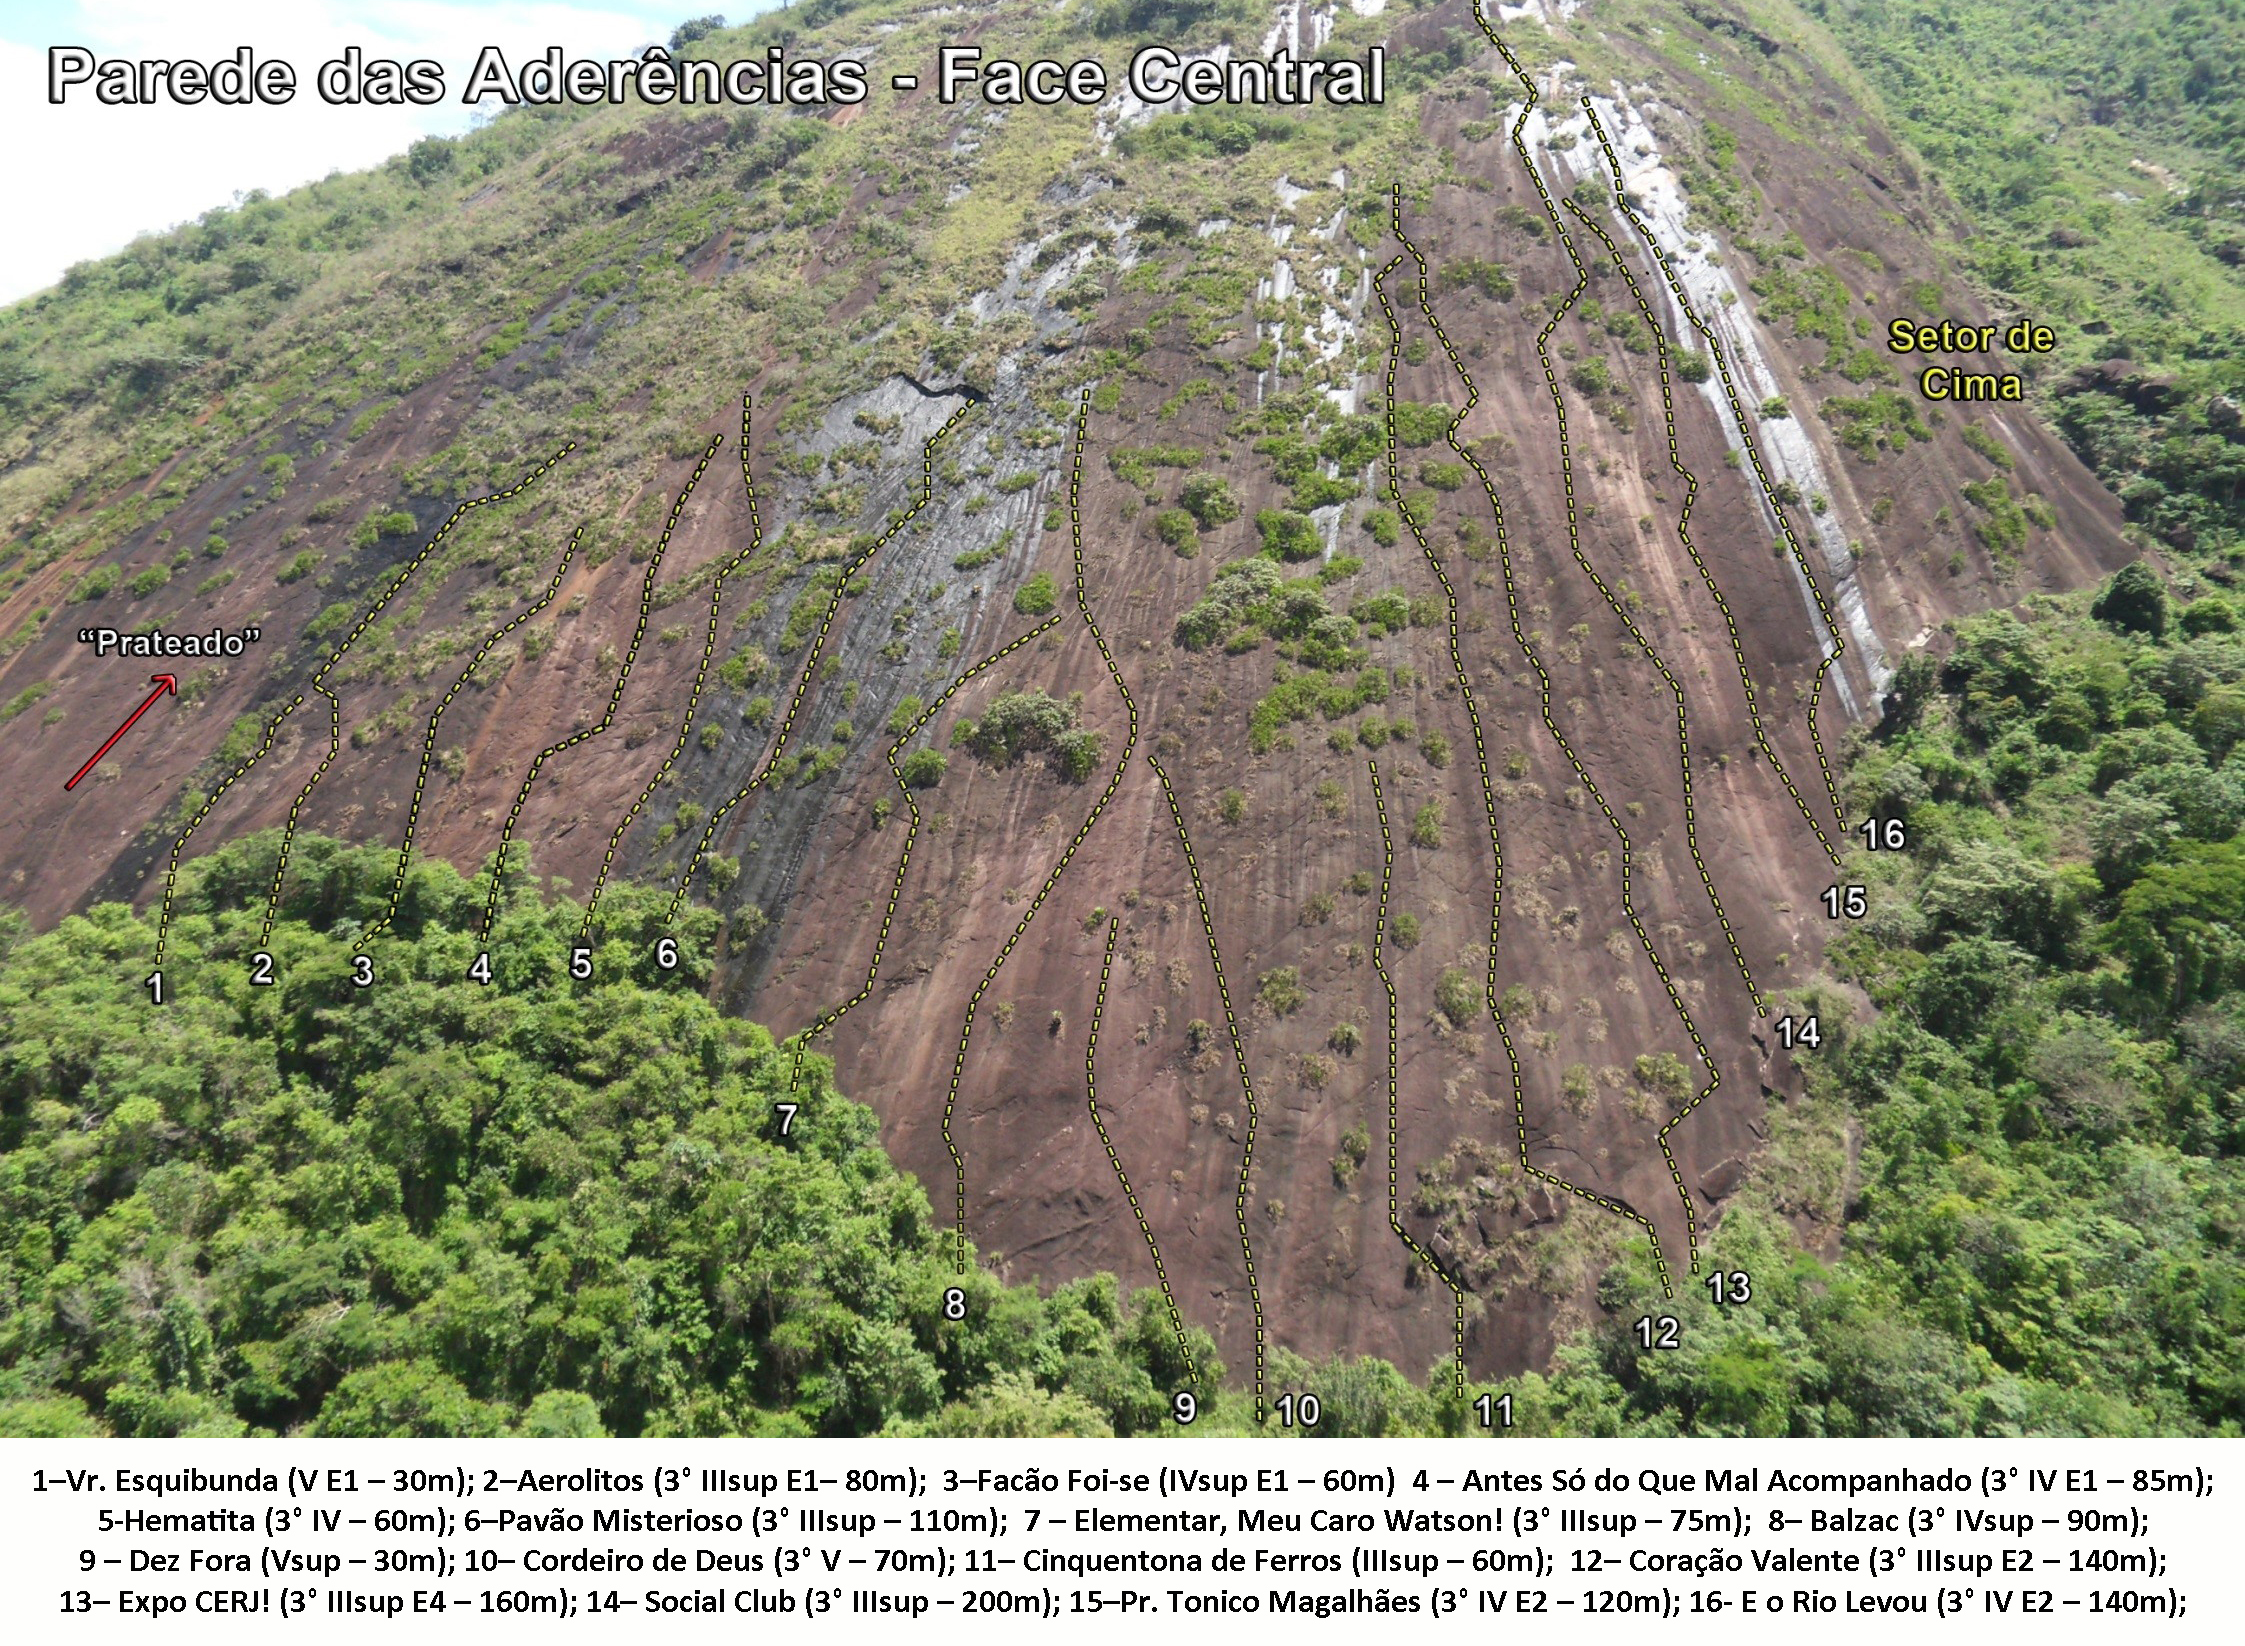 Parede das Aderências - Face Central
Setor de
Cima
“Prateado”
1
2
3
4
5
6
7
8
9
10
11
12
13
14
15
16
1–Vr. Esquibunda (V E1 – 30m); 2–Aerolitos (3° IIIsup E1– 80m);  3–Facão Foi-se (IVsup E1 – 60m)  4 – Antes Só do Que Mal Acompanhado (3° IV E1 – 85m);
5-Hematita (3° IV – 60m); 6–Pavão Misterioso (3° IIIsup – 110m);  7 – Elementar, Meu Caro Watson! (3° IIIsup – 75m);  8– Balzac (3° IVsup – 90m);
9 – Dez Fora (Vsup – 30m); 10– Cordeiro de Deus (3° V – 70m); 11– Cinquentona de Ferros (IIIsup – 60m);  12– Coração Valente (3° IIIsup E2 – 140m);
13– Expo CERJ! (3° IIIsup E4 – 160m); 14– Social Club (3° IIIsup – 200m); 15–Pr. Tonico Magalhães (3° IV E2 – 120m); 16- E o Rio Levou (3° IV E2 – 140m);